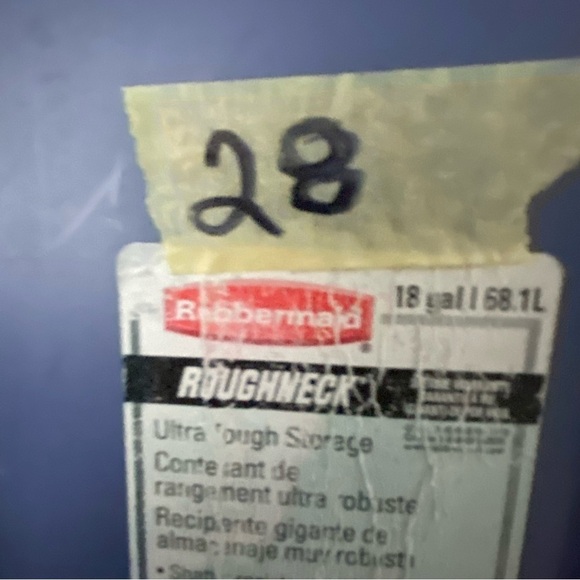 28
Rubbermaid
18 gal | 68.1L
ROUGHNECK
Ultra Tough Storage
Contenant de
rangement ultra robuste
Recipiente gigante de
almacenaje muy robusto